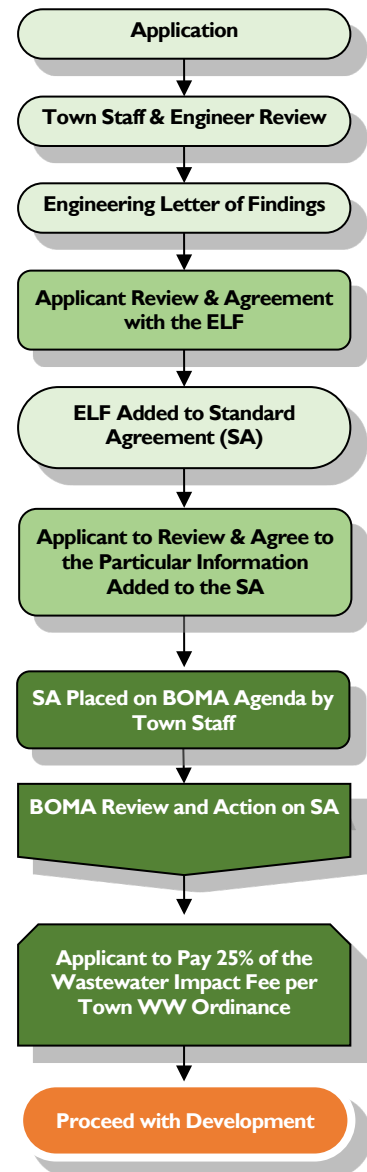 Application
Town Staff & Engineer Review
Engineering Letter of Findings
Applicant Review & Agreement
with the ELF
ELF Added to Standard
Agreement (SA)
Applicant to Review & Agree to
the Particular Information
Added to the SA
SA Placed on BOMA Agenda by
Town Staff
BOMA Review and Action on SA
Applicant to Pay 25% of the
Wastewater Impact Fee per
Town WW Ordinance
Proceed with Development